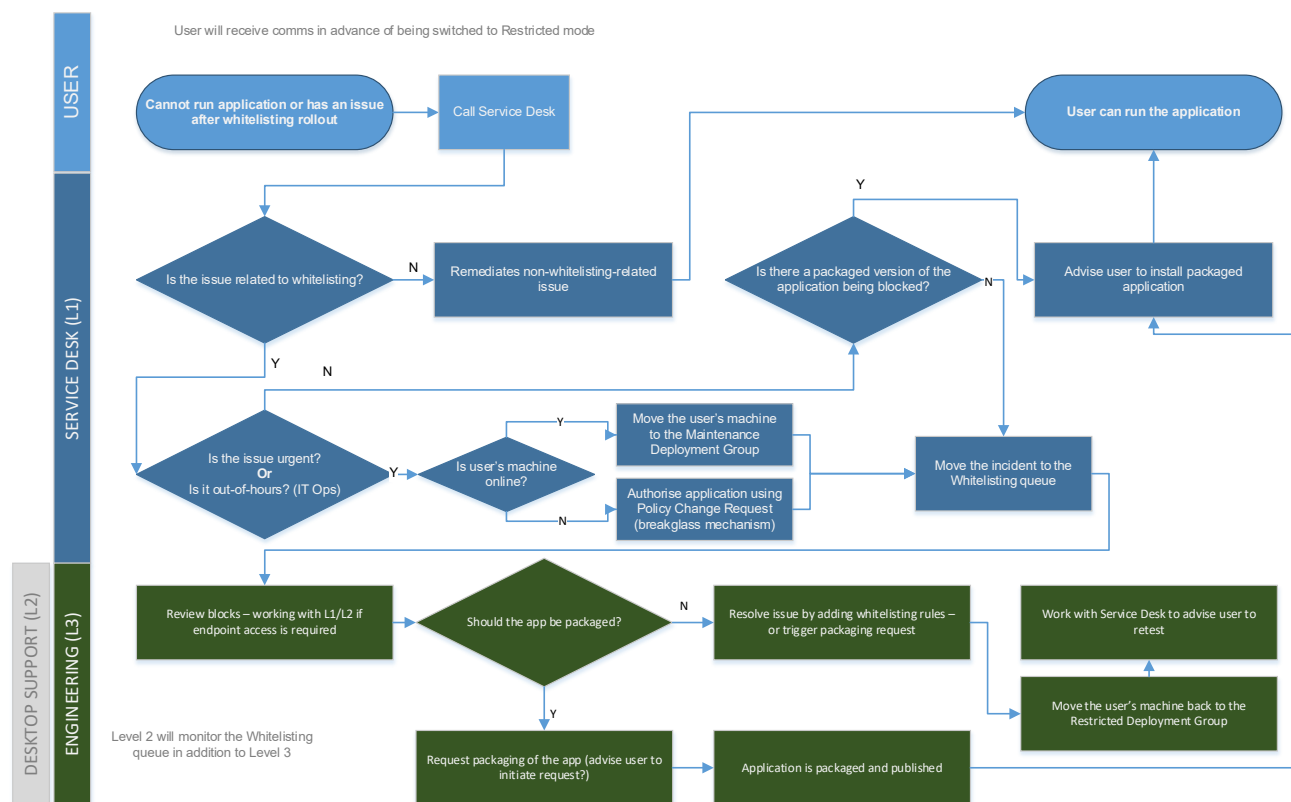 User will receive comms in advance of being switched to Restricted mode
USER
Cannot run application or has an issue
after whitelisting rollout
Call Service Desk
User can run the application
SERVICE DESK (L1)
Is the issue related to whitelisting?
N
Y
Remediates non-whitelisting-related
issue
Is there a packaged version of the
application being blocked?
Y
N
Advise user to install packaged
application
N
Is the issue urgent?
Or
Is it out-of-hours? (IT Ops)
Y
Is user's machine
online?
Y
N
Move the user's machine
to the Maintenance
Deployment Group
Authorise application using
Policy Change Request
(breakglass mechanism)
Move the incident to the
Whitelisting queue
DESKTOP SUPPORT (L2)
ENGINEERING (L3)
Review blocks – working with L1/L2 if
endpoint access is required
Should the app be packaged?
N
Y
Resolve issue by adding whitelisting rules –
or trigger packaging request
Work with Service Desk to advise user to
retest
Move the user's machine back to the
Restricted Deployment Group
Level 2 will monitor the Whitelisting
queue in addition to Level 3
Request packaging of the app (advise user to
initiate request?)
Application is packaged and published